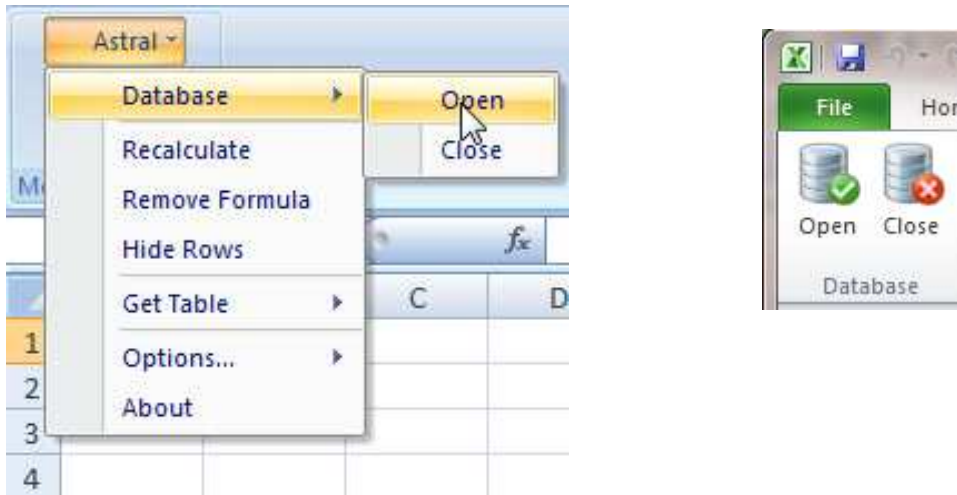 Astral
Database
Open
Recalculate
Close
Remove Formula
Hide Rows
fx
Get Table
C
D
1
Options...
2
About
3
4
File
Open Close
Database